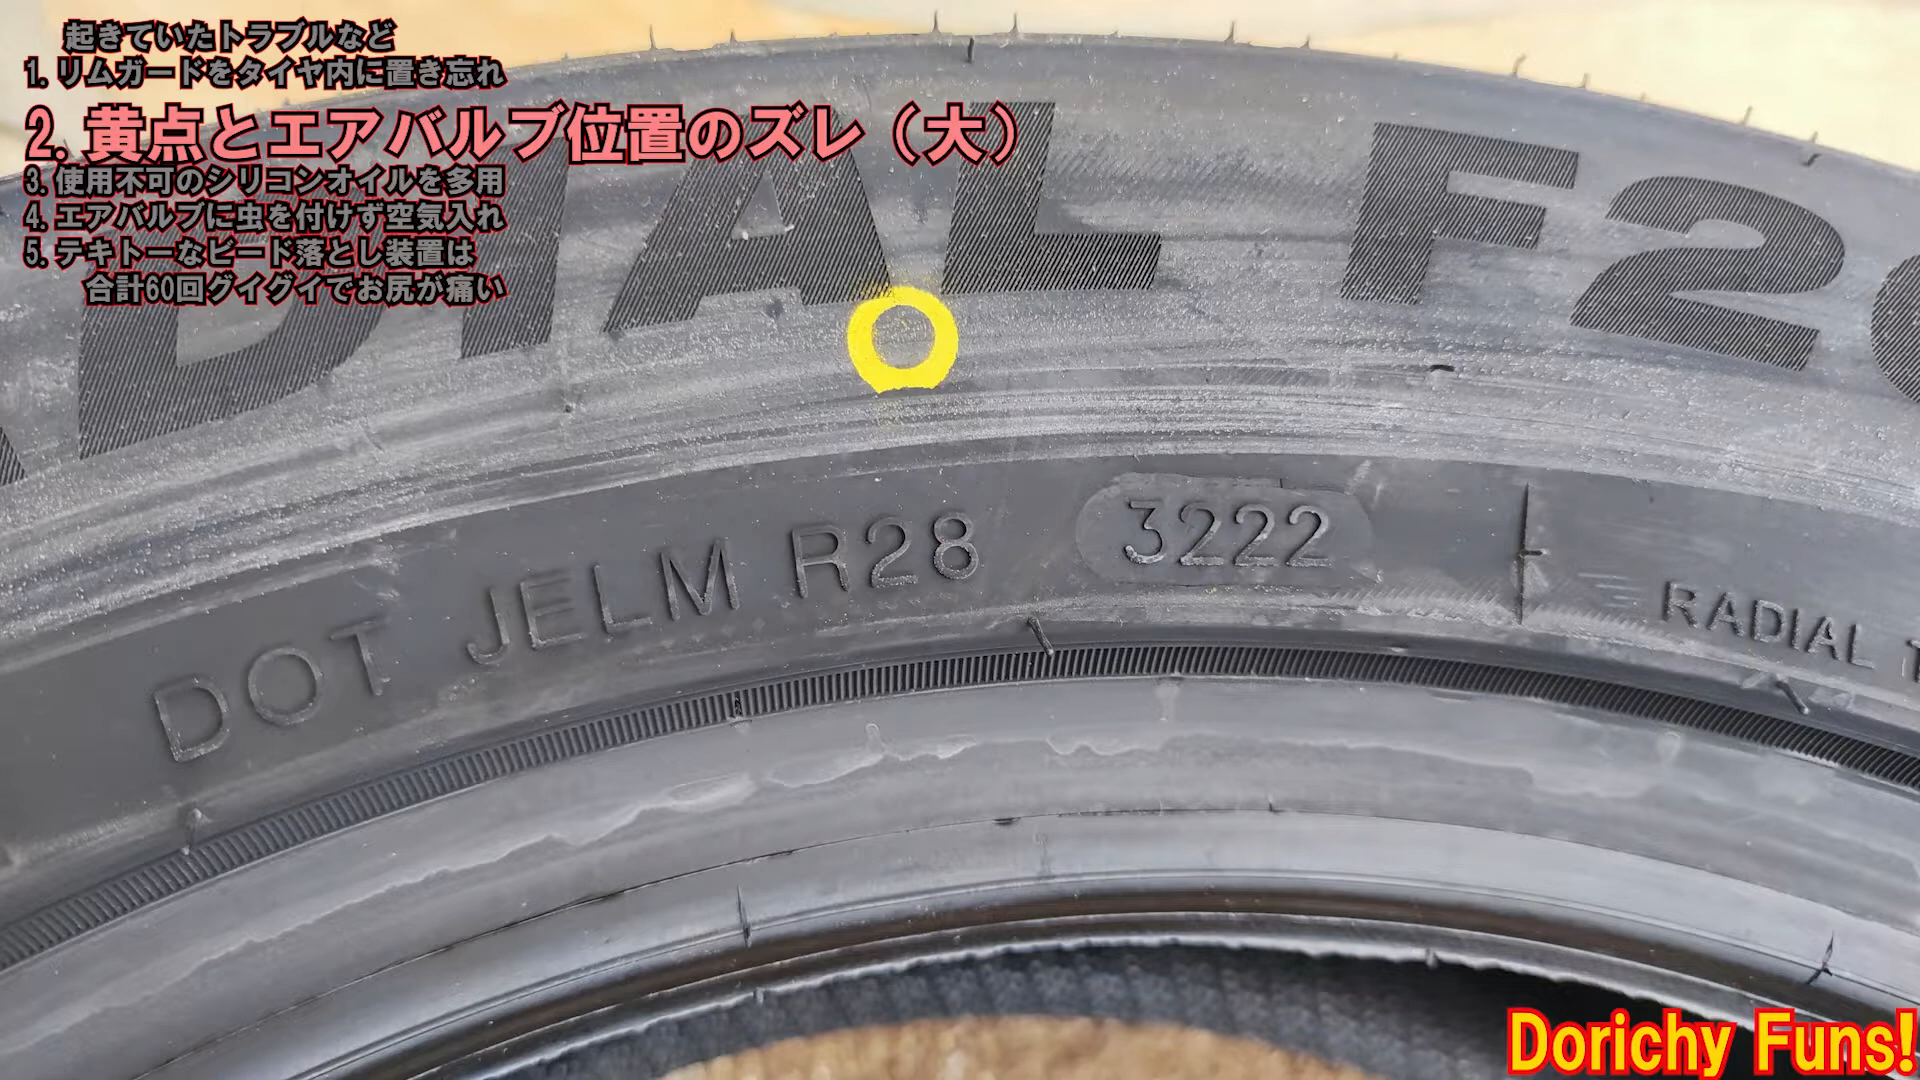 起きていたトラブルなど
1. リムガードをタイヤ内に置き忘れ
2. 黄点とエアバルブ位置のズレ（大）
3. 使用不可のシリコンオイルを多用
4. エアバルブに虫を付けず空気入れ
5. テキトーなビード落とし装置は
合計60回グイグイでお尻が痛い
ADIAL F2
DOT JELM R28 3222
RADIAL T
Dorichy Funs!